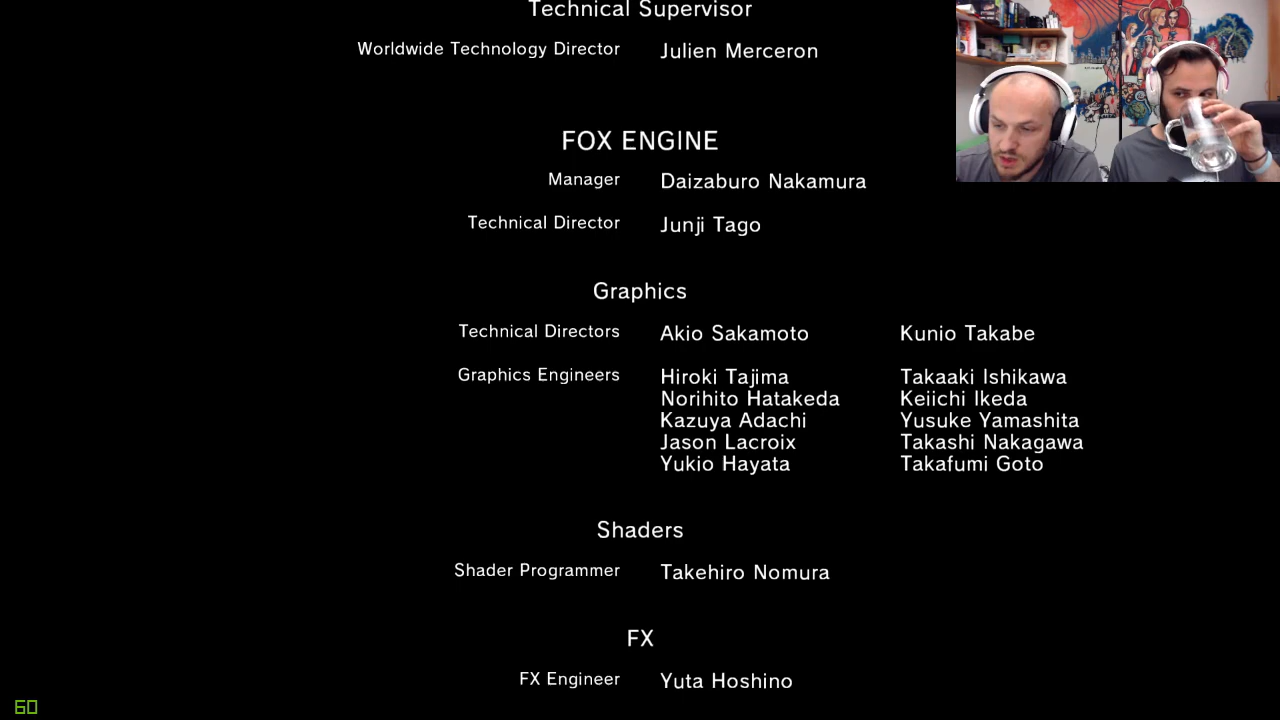 Technical Supervisor
Worldwide Technology Director Julien Merceron
FOX ENGINE
Manager Daizaburo Nakamura
Technical Director Junji Tago
Graphics
Technical Directors Akio Sakamoto Kunio Takabe
Graphics Engineers Hiroki Tajima Takaaki Ishikawa
Norihito Hatakeda Keiichi Ikeda
Kazuya Adachi Yusuke Yamashita
Jason Lacroix Takashi Nakagawa
Yukio Hayata Takafumi Goto
Shaders
Shader Programmer Takehiro Nomura
FX
FX Engineer Yuta Hoshino
60